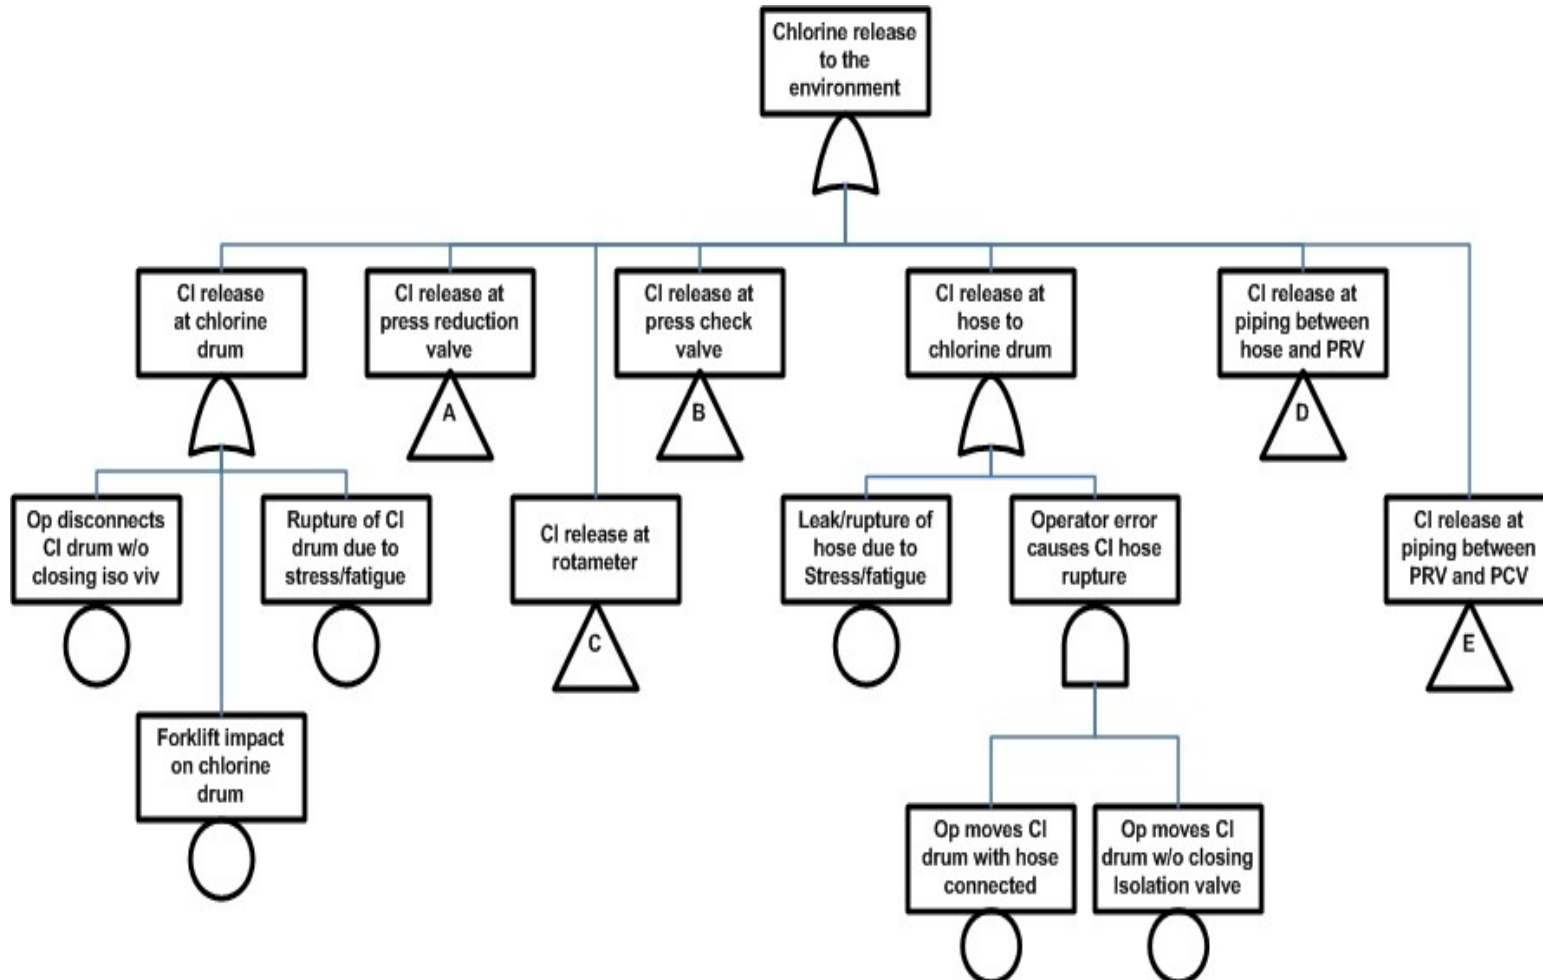 Chlorine release
to the
environment
Cl release
at chlorine
drum
Cl release at
press reduction
valve
A
Cl release at
press check
valve
B
Cl release at
hose to
chlorine drum
Cl release at
piping between
hose and PRV
D
Op disconnects
Cl drum w/o
closing iso viv
Rupture of Cl
drum due to
stress/fatigue
Cl release at
rotameter
C
Leak/rupture of
hose due to
Stress/fatigue
Operator error
causes Cl hose
rupture
Cl release at
piping between
PRV and PCV
E
Forklift impact
on chlorine
drum
Op moves Cl
drum with hose
connected
Op moves Cl
drum w/o closing
Isolation valve